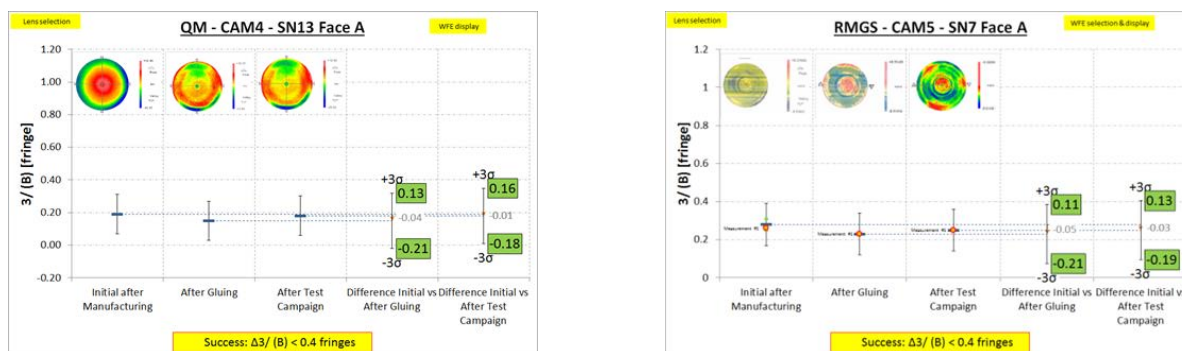 Lens selection
QM - CAM4 - SN13 Face A
WFE display
3/ (B) [fringe]
1.20
1.00
0.80
0.60
0.40
0.20
0.00
-0.20
+3σ
0.13
-0.04
-0.21
-3σ
+3σ
0.16
-0.01
-0.18
-3σ
Initial after
Manufacturing
After Gluing
After Test
Campaign
Difference Initial vs
After Gluing
Difference Initial vs
After Test
Campaign
Success: Δ3/ (B) < 0.4 fringes
Lens selection
RMGS - CAM5 - SN7 Face A
WFE selection & display
3/ (B) [fringe]
1.2
1
0.8
0.6
0.4
0.2
0
Measurement #1
Measurement #1
Measurement #1
+3σ
0.11
-0.05
-0.21
-3σ
+3σ
0.13
-0.03
-0.19
-3σ
Initial after
Manufacturing
After Gluing
After Test
Campaign
Difference Initial vs
After Gluing
Difference Initial vs
After Test
Campaign
Success: Δ3/ (B) < 0.4 fringes